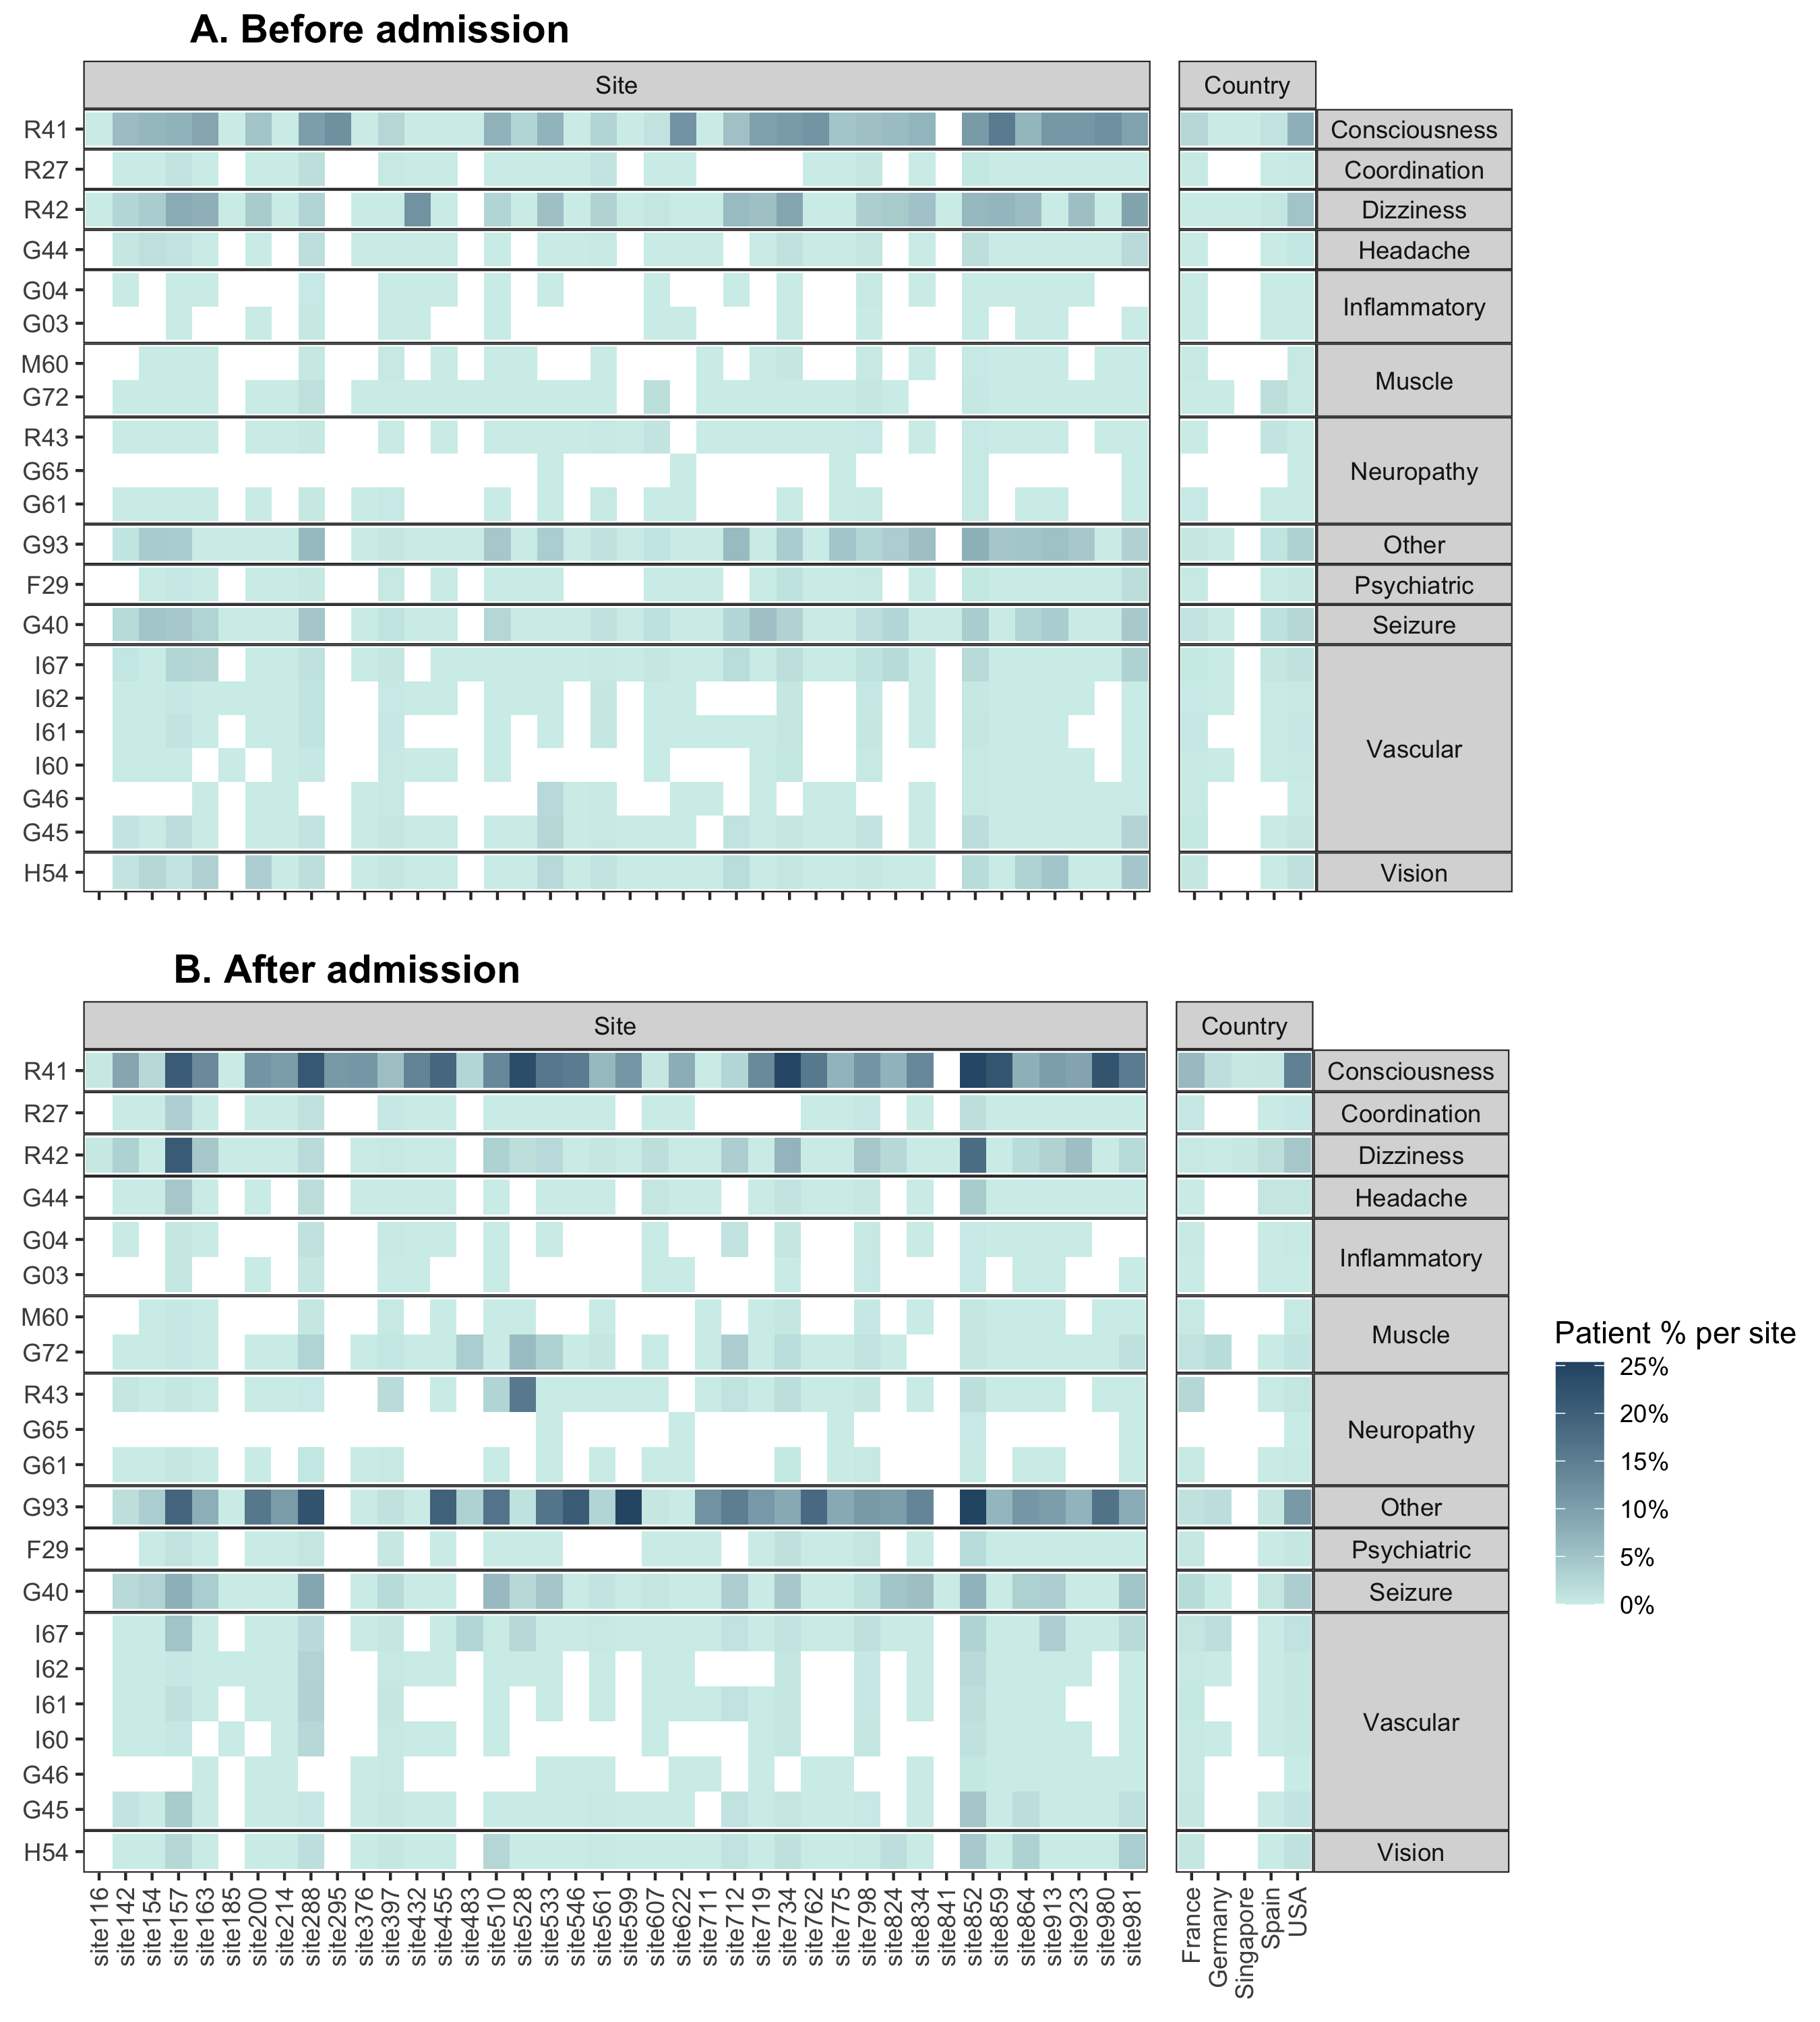 A. Before admission
Site
Country
R41
Consciousness
R27
Coordination
R42
Dizziness
G44
Headache
G04
G03
Inflammatory
M60
G72
Muscle
R43
G65
G61
Neuropathy
G93
Other
F29
Psychiatric
G40
Seizure
I67
I62
I61
I60
G46
G45
Vascular
H54
Vision
B. After admission
Site
Country
R41
Consciousness
R27
Coordination
R42
Dizziness
G44
Headache
G04
G03
Inflammatory
M60
G72
Muscle
R43
G65
G61
Neuropathy
G93
Other
F29
Psychiatric
G40
Seizure
I67
I62
I61
I60
G46
G45
Vascular
H54
Vision
site116
site142
site154
site157
site163
site185
site200
site214
site288
site295
site376
site397
site432
site455
site483
site510
site528
site533
site546
site561
site599
site607
site622
site711
site712
site719
site734
site762
site775
site798
site824
site834
site841
site852
site859
site864
site913
site923
site980
site981
France
Germany
Singapore
Spain
USA
Patient % per site
25%
20%
15%
10%
5%
0%